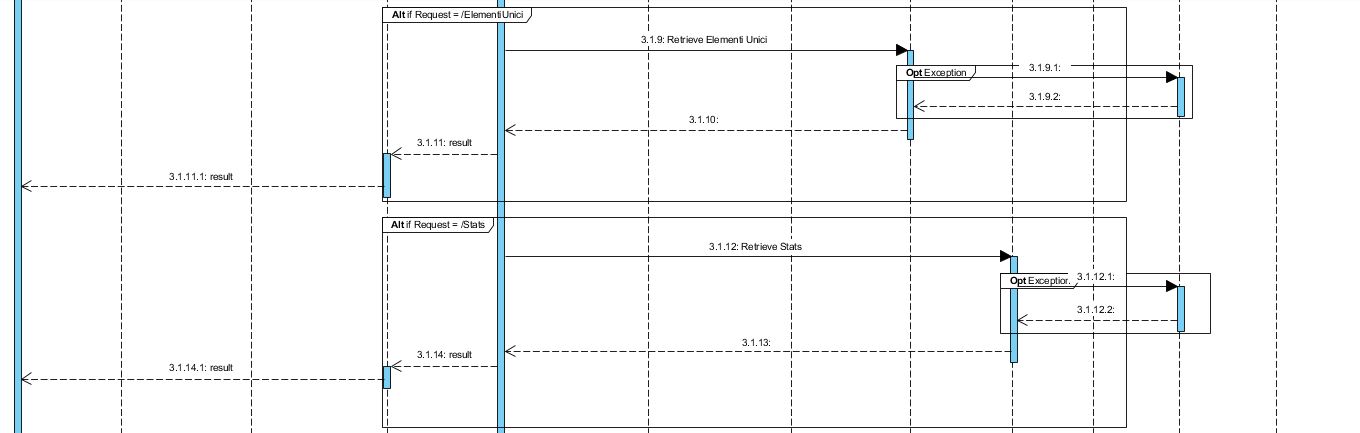 Alt if Request = /ElementiUnici
3.1.9: Retrieve Elementi Unici
Opt Exception
3.1.9.1:
3.1.9.2:
3.1.10:
3.1.11: result
3.1.11.1: result
Alt if Request = /Stats
3.1.12: Retrieve Stats
Opt Exception
3.1.12.1:
3.1.12.2:
3.1.13:
3.1.14: result
3.1.14.1: result